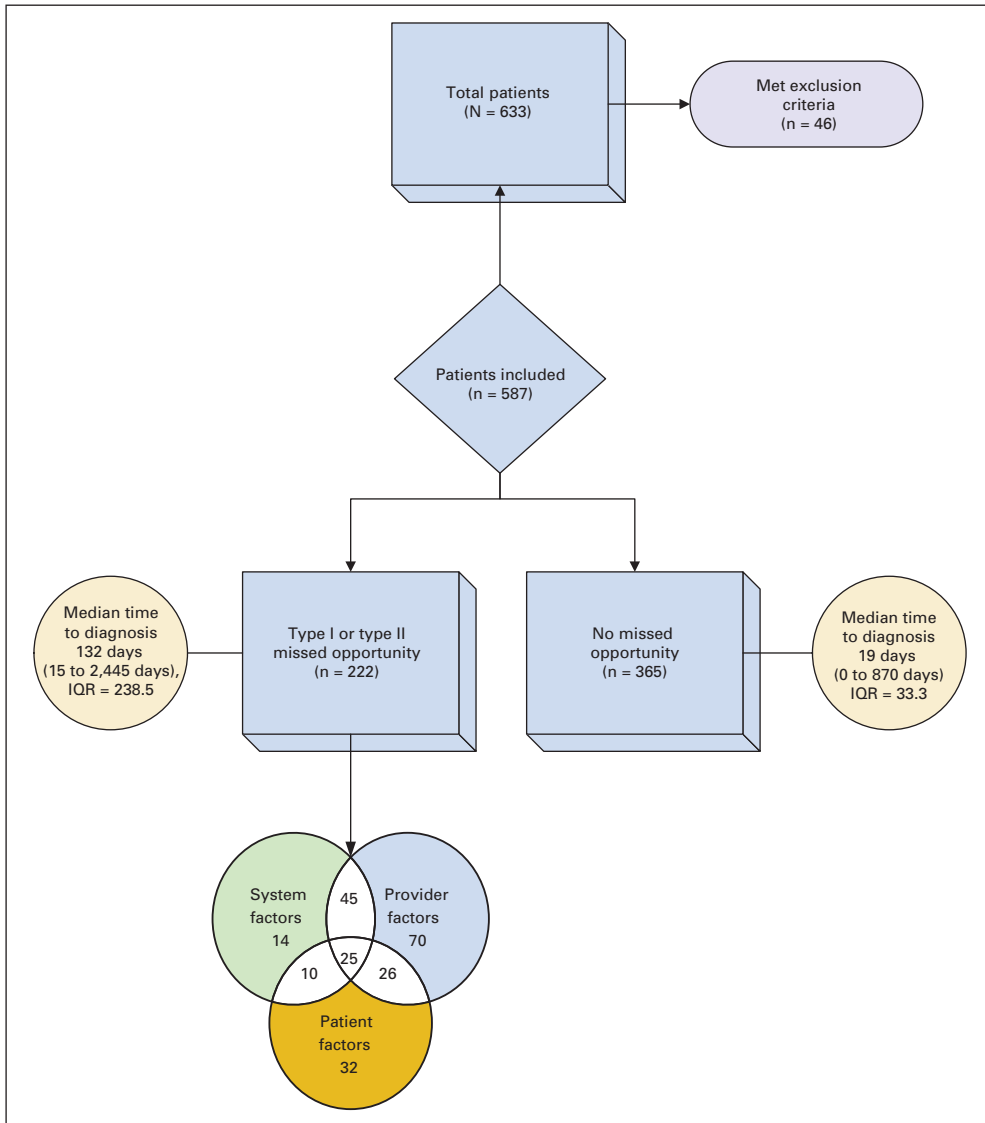 Total patients
(N = 633)
Met exclusion
criteria
(n = 46)
Patients included
(n = 587)
Median time
to diagnosis
132 days
(15 to 2,445 days),
IQR = 238.5
Type I or type II
missed opportunity
(n = 222)
No missed
opportunity
(n = 365)
Median time
to diagnosis
19 days
(0 to 870 days)
IQR = 33.3
System
factors
14
45
Provider
factors
70
10
25
26
Patient
factors
32